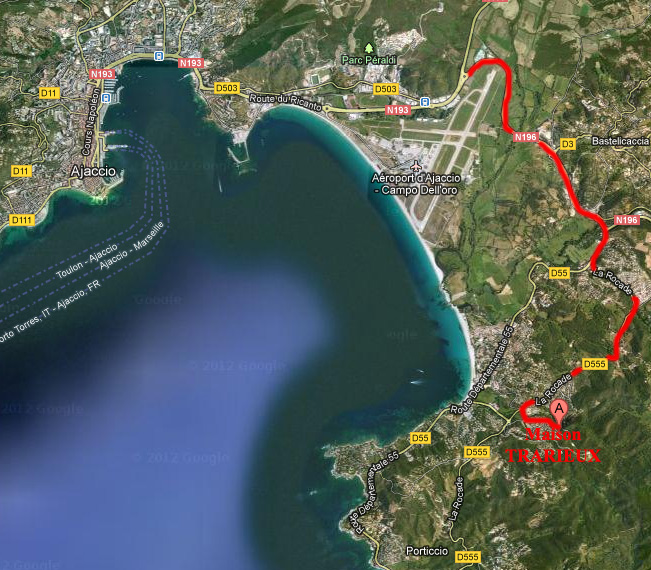 N193
N193
Parc Péraldi
D11
D503
D503
Route du Ricanto
N193
Cours Napoléon
N196
D3
Bastelicaccia
D11
Ajaccio
Aéroport d'Ajaccio
- Campo Dell'oro
D111
N196
Toulon - Ajaccio
Ajaccio - Marseille
Porto Torres, IT - Ajaccio, FR
D55
La Rocade
© 2012 Google
Route Départementale 55
D555
La Rocade
A
Maison
TRARIEUX
D55
D555
Route Départementale 55
La Rocade
© 2012 Google
Porticcio
D555